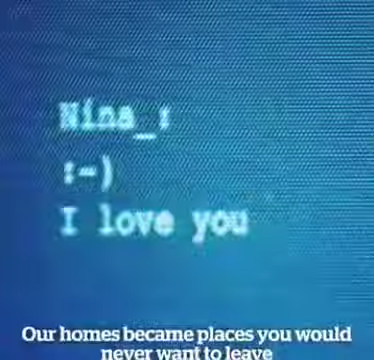 Nina_:
:-)
I love you
Our homes became places you would
never want to leave